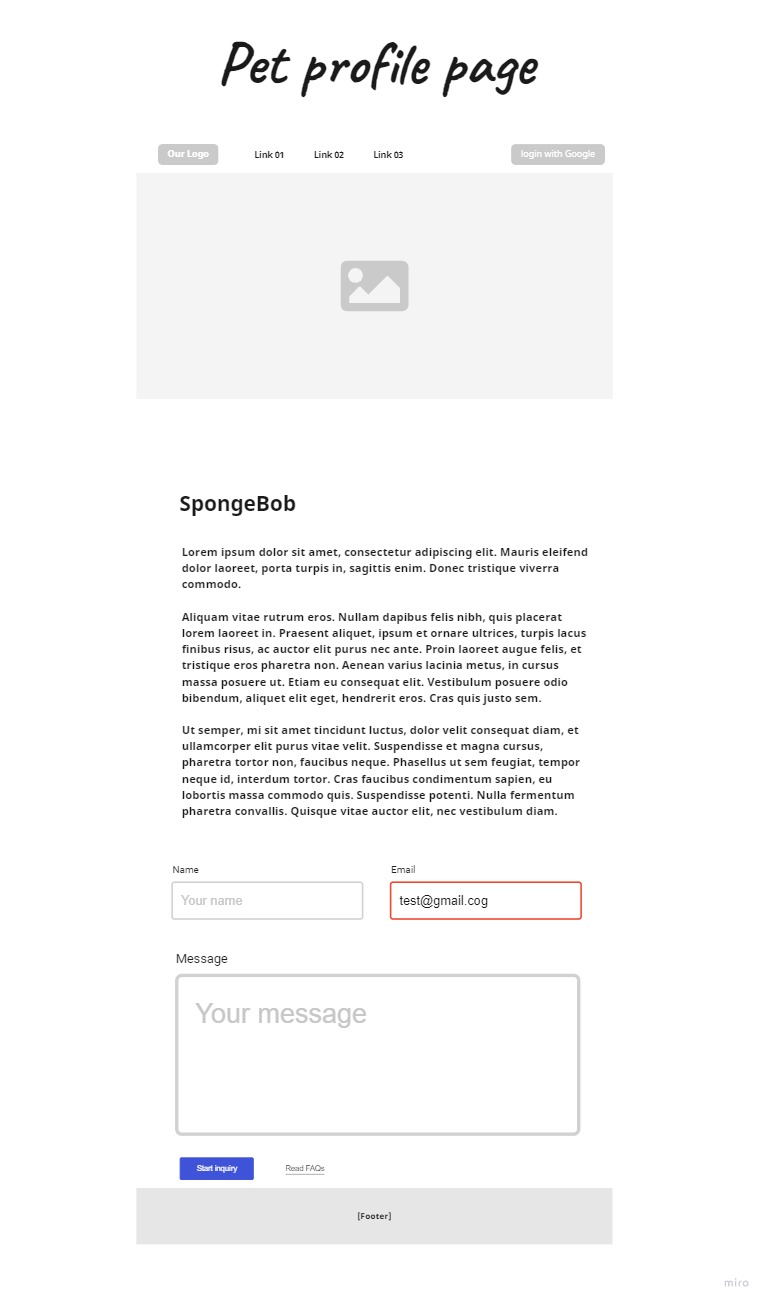 Pet profile page
Our Logo Link 01 Link 02 Link 03 login with Google
SpongeBob
Lorem ipsum dolor sit amet, consectetur adipiscing elit. Mauris eleifend
dolor laoreet, porta turpis in, sagittis enim. Donec tristique viverra
commodo.
Aliquam vitae rutrum eros. Nullam dapibus felis nibh, quis placerat
lorem laoreet in. Praesent aliquet, ipsum et ornare ultrices, turpis lacus
finibus risus, ac auctor elit purus nec ante. Proin laoreet augue felis, et
tristique eros pharetra non. Aenean varius lacinia metus, in cursus
massa posuere ut. Etiam eu consequat elit. Vestibulum posuere odio
bibendum, aliquet elit eget, hendrerit eros. Cras quis justo sem.
Ut semper, mi sit amet tincidunt luctus, dolor velit consequat diam, et
ullamcorper elit purus vitae velit. Suspendisse et magna cursus,
pharetra tortor non, faucibus neque. Phasellus ut sem feugiat, tempor
neque id, interdum tortor. Cras faucibus condimentum sapien, eu
lobortis massa commodo quis. Suspendisse potenti. Nulla fermentum
pharetra convallis. Quisque vitae auctor elit, nec vestibulum diam.
Name Email
Your name test@gmail.cog
Message
Your message
Start inquiry Read FAQs
[Footer]
miro